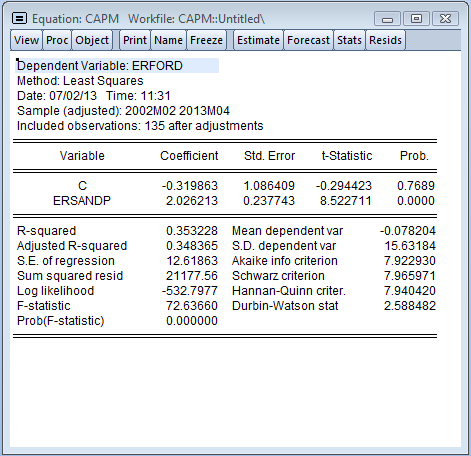 Equation: CAPM Workfile: CAPM::Untitled\
View Proc Object Print Name Freeze Estimate Forecast Stats Resids
Dependent Variable: ERFORD
Method: Least Squares
Date: 07/02/13 Time: 11:31
Sample (adjusted): 2002M02 2013M04
Included observations: 135 after adjustments
Variable Coefficient Std. Error t-Statistic Prob.
C -0.319863 1.086409 -0.294423 0.7689
ERSANDP 2.026213 0.237743 8.522711 0.0000
R-squared 0.353228 Mean dependent var -0.078204
Adjusted R-squared 0.348365 S.D. dependent var 15.63184
S.E. of regression 12.61863 Akaike info criterion 7.922930
Sum squared resid 21177.56 Schwarz criterion 7.965971
Log likelihood -532.7977 Hannan-Quinn criter. 7.940420
F-statistic 72.63660 Durbin-Watson stat 2.588482
Prob(F-statistic) 0.000000